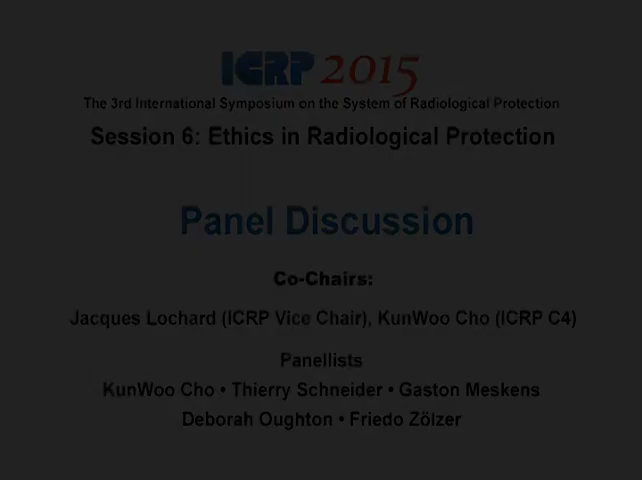 ICRP 2015
The 3rd International Symposium on the System of Radiological Protection
Session 6: Ethics in Radiological Protection
Panel Discussion
Co-Chairs:
Jacques Lochard (ICRP Vice Chair), KunWoo Cho (ICRP C4)
Panellists
KunWoo Cho • Thierry Schneider • Gaston Meskens
Deborah Oughton • Friedo Zölzer